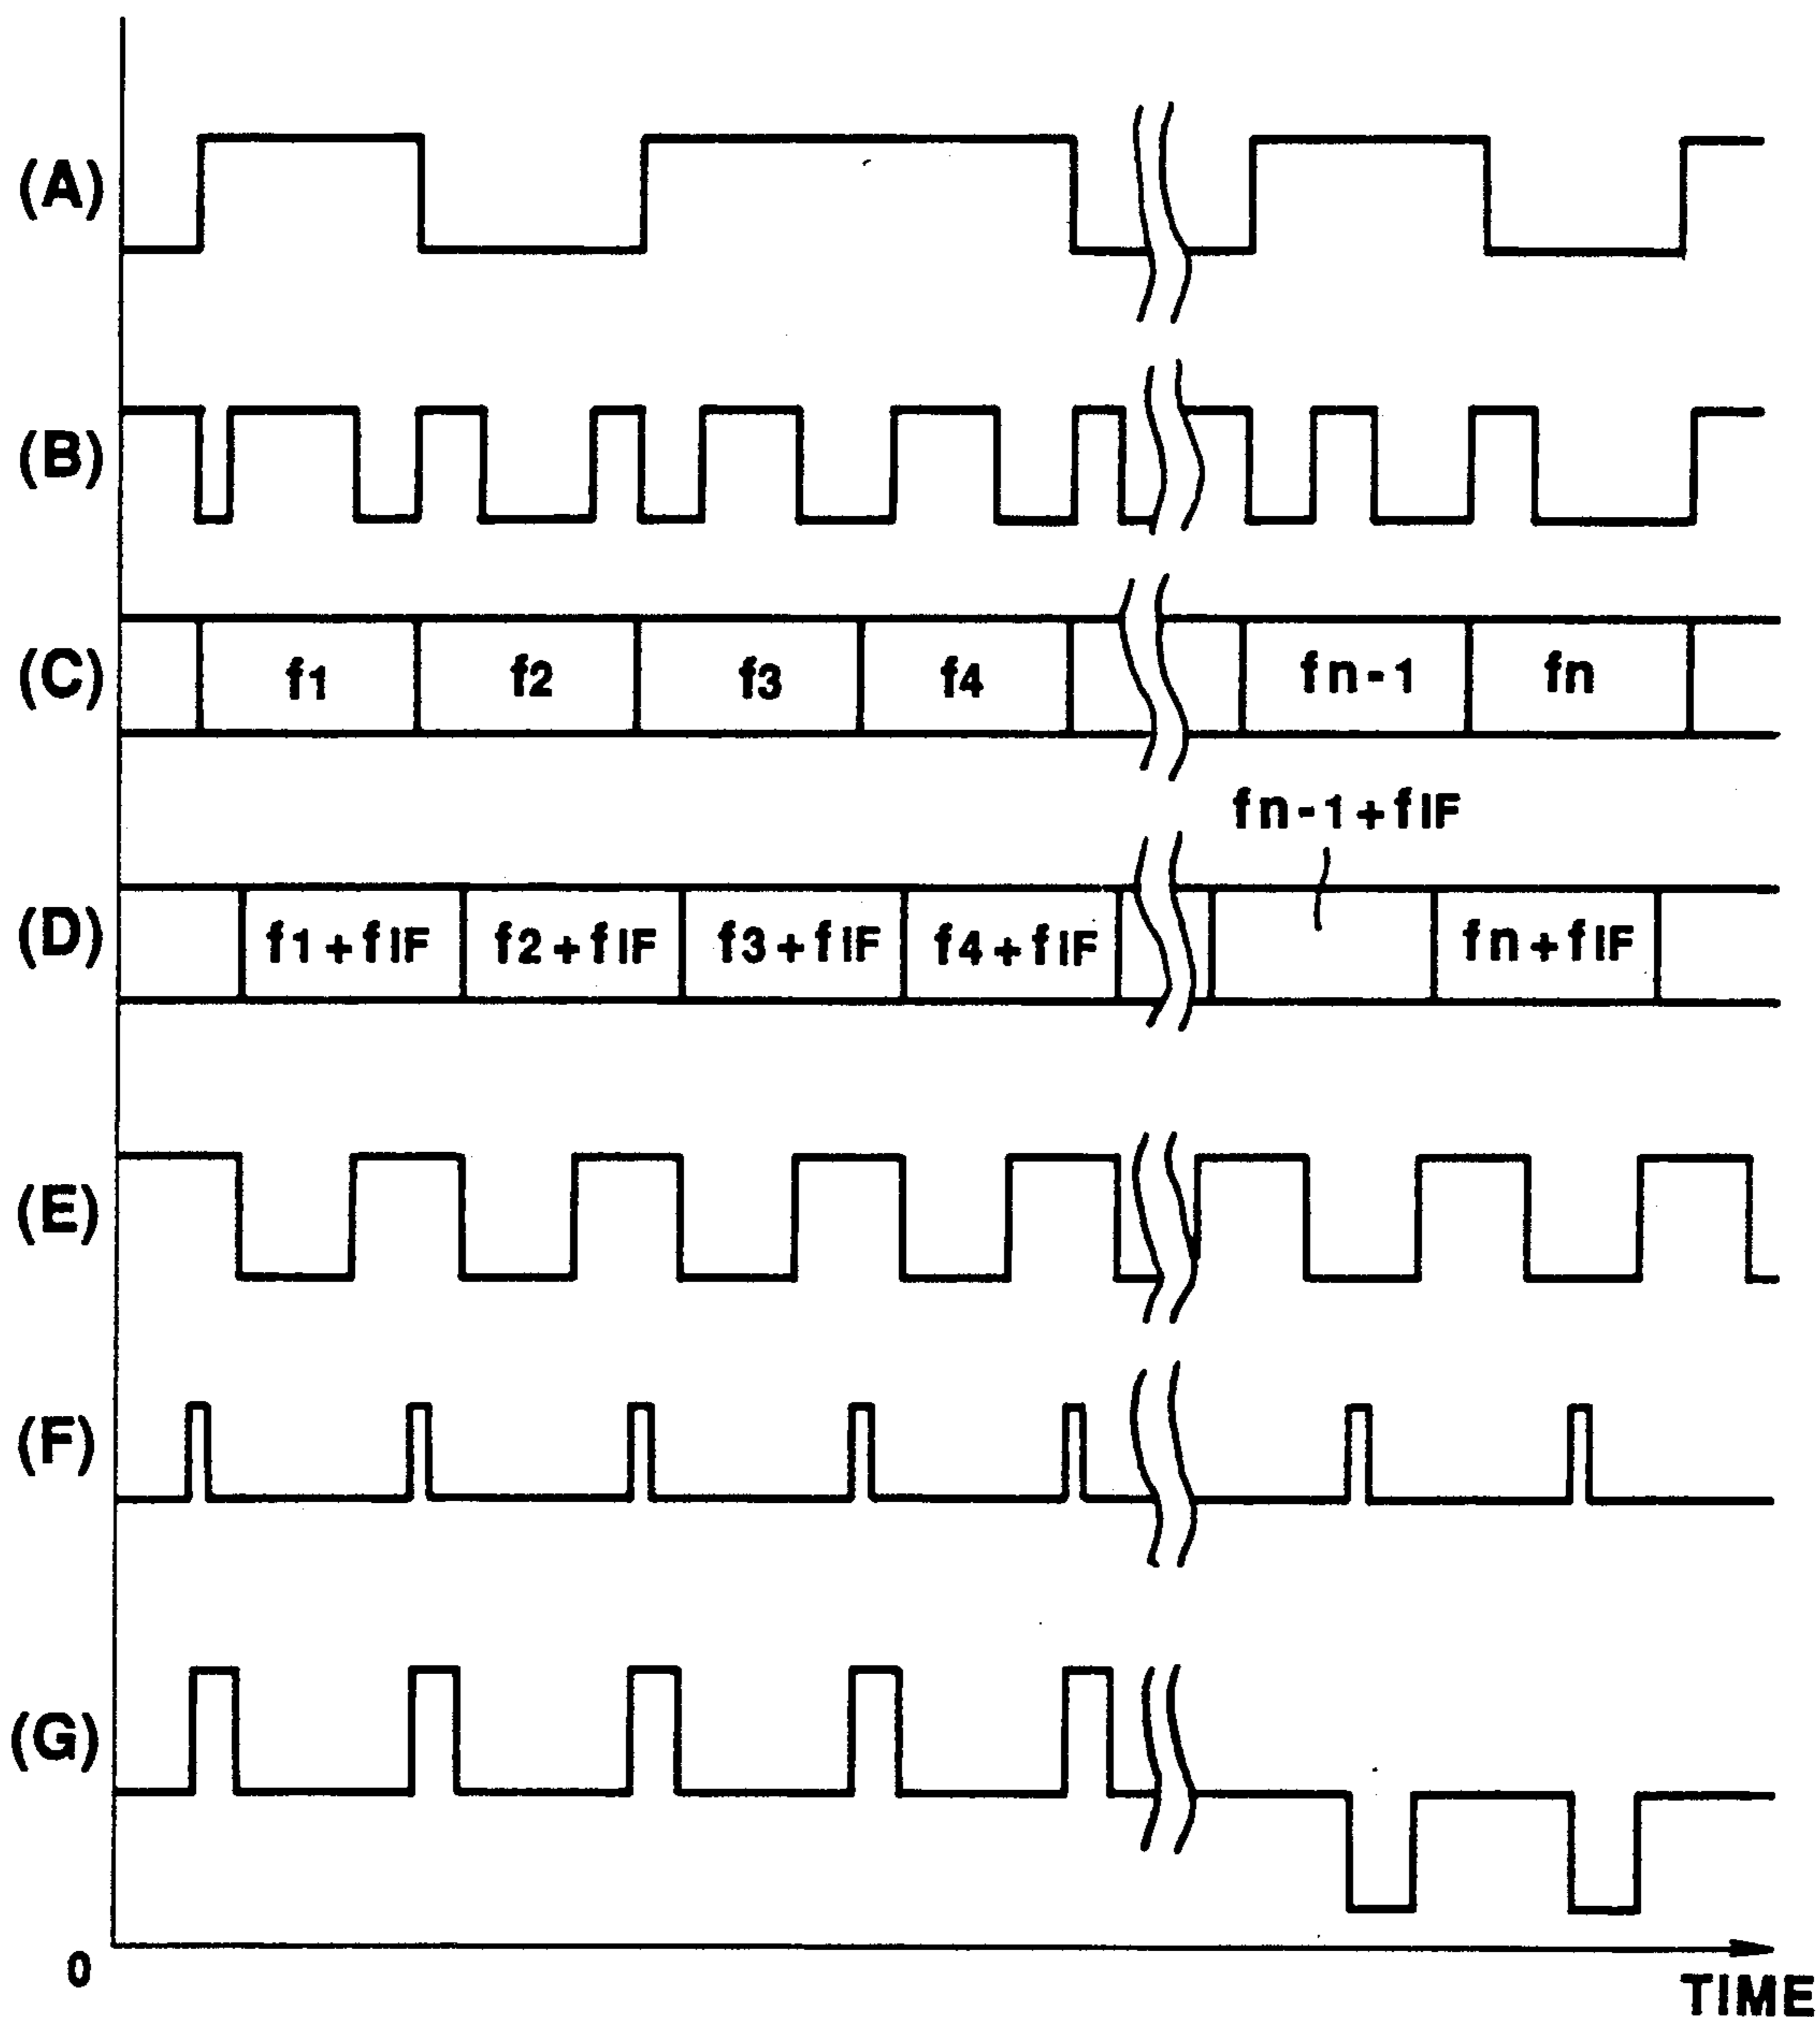 (A)
(B)
(C) f1 f2 f3 f4 fn-1 fn
fn-1+fIF
(D) f1+fIF f2+fIF f3+fIF f4+fIF fn+fIF
(E)
(F)
(G)
0
TIME